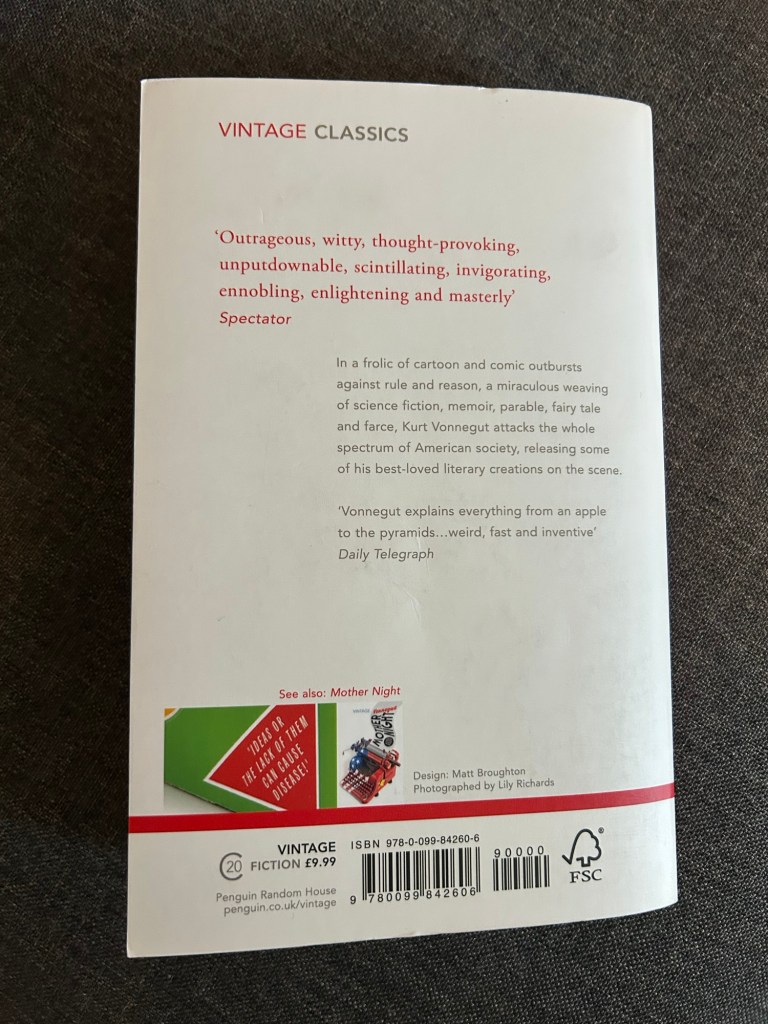 VINTAGE CLASSICS
‘Outrageous, witty, thought-provoking,
unputdownable, scintillating, invigorating,
ennobling, enlightening and masterly’
Spectator
In a frolic of cartoon and comic outbursts
against rule and reason, a miraculous weaving
of science fiction, memoir, parable, fairy tale
and farce, Kurt Vonnegut attacks the whole
spectrum of American society, releasing some
of his best-loved literary creations on the scene.
‘Vonnegut explains everything from an apple
to the pyramids...weird, fast and inventive’
Daily Telegraph
See also: Mother Night
‘IDEAS OR
THE LACK OF THEM
CAN CAUSE
DISEASE!’
VINTAGE Vonnegut
MOTHER
NIGHT
Design: Matt Broughton
Photographed by Lily Richards
C20
VINTAGE
FICTION £9.99
Penguin Random House
penguin.co.uk/vintage
ISBN 978-0-099-84260-6
90000
9 780099 842606
FSC®